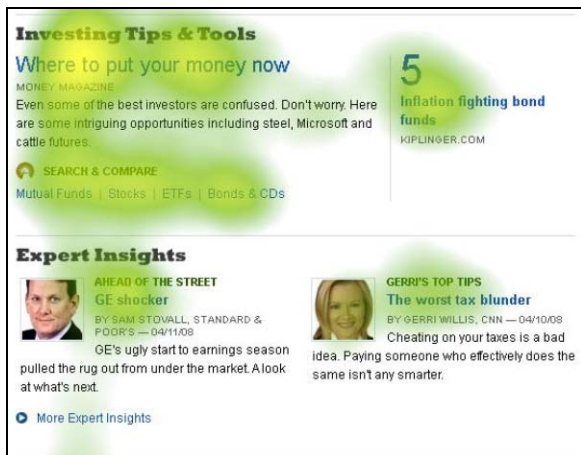 Investing Tips & Tools
Where to put your money now
MONEY MAGAZINE
Even some of the best investors are confused. Don't worry. Here
are some intriguing opportunities including steel, Microsoft and
cattle futures.
SEARCH & COMPARE
Mutual Funds | Stocks | ETFs | Bonds & CDs
5
Inflation fighting bond
funds
KIPLINGER.COM
Expert Insights
AHEAD OF THE STREET
GE shocker
BY SAM STOVALL, STANDARD &
POOR'S — 04/11/08
GE's ugly start to earnings season
pulled the rug out from under the market. A look
at what's next.
GERRI'S TOP TIPS
The worst tax blunder
BY GERRI WILLIS, CNN — 04/10/08
Cheating on your taxes is a bad
idea. Paying someone who effectively does the
same isn't any smarter.
More Expert Insights